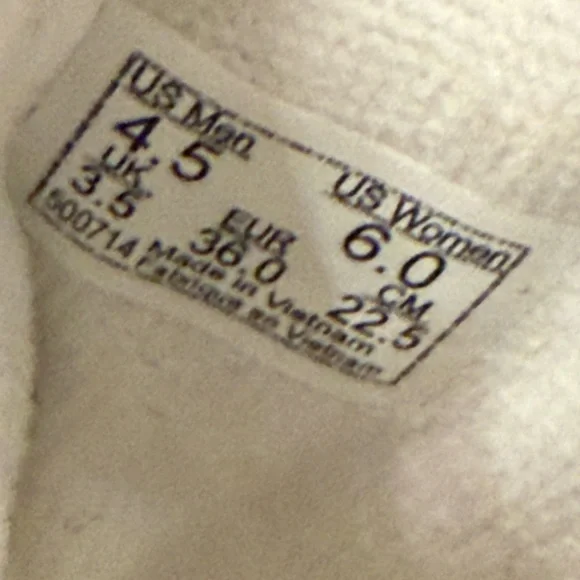 US Men
4.5
US Women
6.0
UK
3.5
EUR
36.0
CM
22.5
500714 Made in Vietnam
Fabriqué en Vietnam